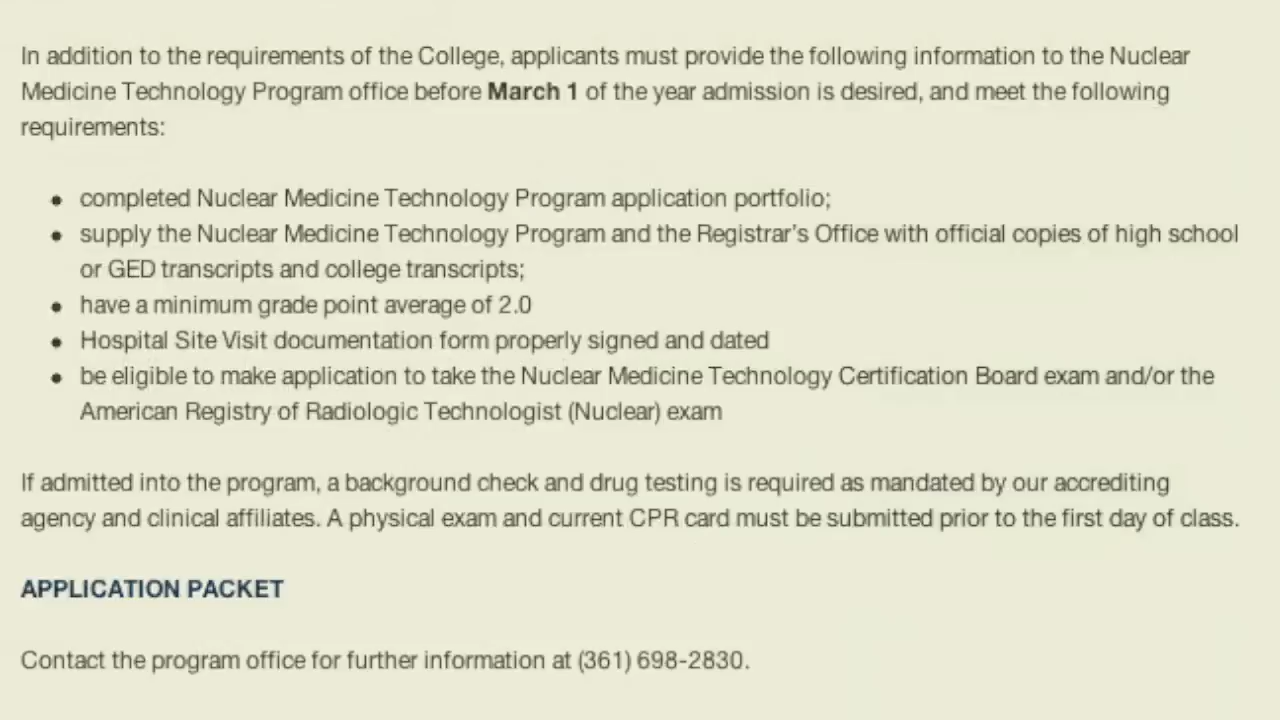 In addition to the requirements of the College, applicants must provide the following information to the Nuclear
Medicine Technology Program office before March 1 of the year admission is desired, and meet the following
requirements:
• completed Nuclear Medicine Technology Program application portfolio;
• supply the Nuclear Medicine Technology Program and the Registrar's Office with official copies of high school
or GED transcripts and college transcripts;
• have a minimum grade point average of 2.0
• Hospital Site Visit documentation form properly signed and dated
• be eligible to make application to take the Nuclear Medicine Technology Certification Board exam and/or the
American Registry of Radiologic Technologist (Nuclear) exam
If admitted into the program, a background check and drug testing is required as mandated by our accrediting
agency and clinical affiliates. A physical exam and current CPR card must be submitted prior to the first day of class.
APPLICATION PACKET
Contact the program office for further information at (361) 698-2830.